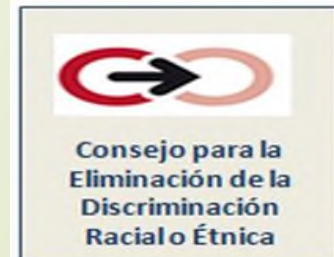 Consejo para la
Eliminación de la
Discriminación
Racial o Étnica